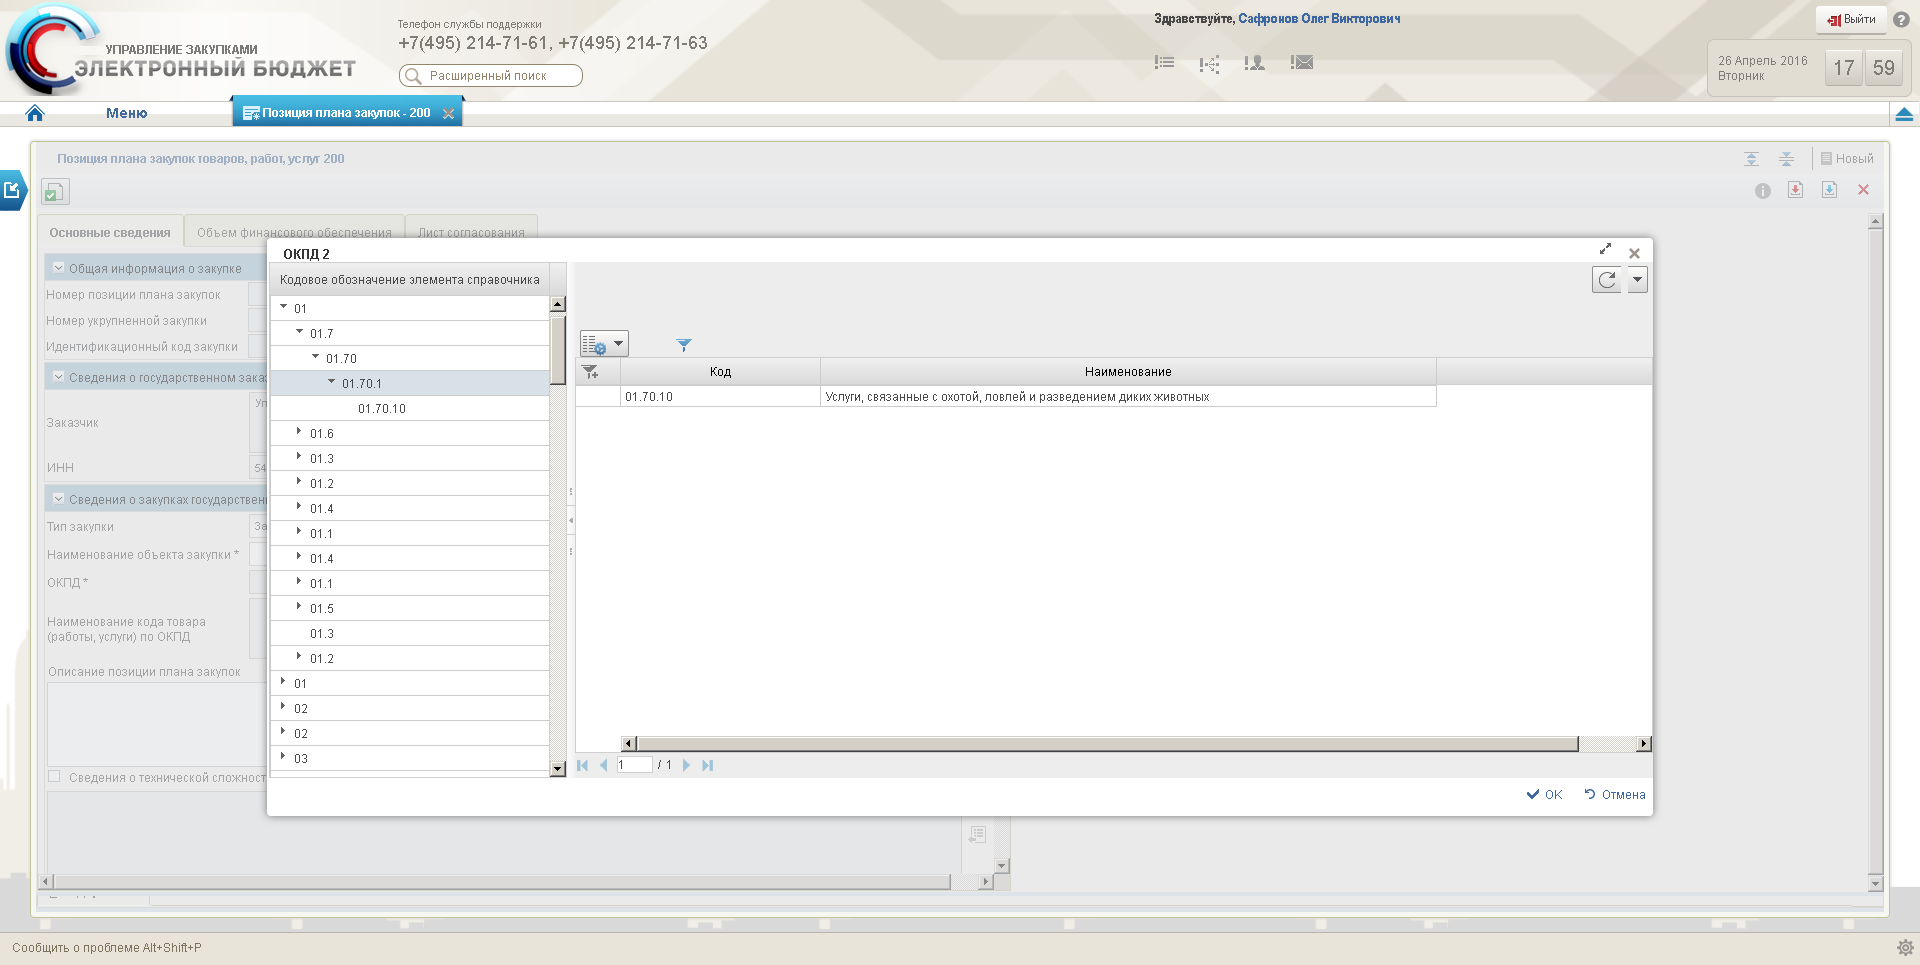 УПРАВЛЕНИЕ ЗАКУПКАМИ
ЭЛЕКТРОННЫЙ БЮДЖЕТ
Телефон службы поддержки
+7(495) 214-71-61, +7(495) 214-71-63
Расширенный поиск
Здравствуйте, Сафронов Олег Викторович
Выйти
26 Апрель 2016
Вторник
17 59
Меню
Позиция плана закупок - 200
Позиция плана закупок товаров, работ, услуг 200
Новый
Основные сведения
Объем финансового обеспечения
Лист согласования
Общая информация о закупке
Номер позиции плана закупок
Номер укрупненной закупки
Идентификационный код закупки
Сведения о государственном зака
Заказчик
Уп
ИНН
54
Сведения о закупках государствен
Тип закупки
За
Наименование объекта закупки *
ОКПД *
Наименование кода товара
(работы, услуги) по ОКПД
Описание позиции плана закупок
Сведения о технической сложност
ОКПД 2
Кодовое обозначение элемента справочника
01
01.7
01.70
01.70.1
01.70.10
01.6
01.3
01.2
01.4
01.1
01.4
01.1
01.5
01.3
01.2
01
02
02
03
Код
Наименование
01.70.10
Услуги, связанные с охотой, ловлей и разведением диких животных
1 / 1
OK
Отмена
Сообщить о проблеме Alt+Shift+P